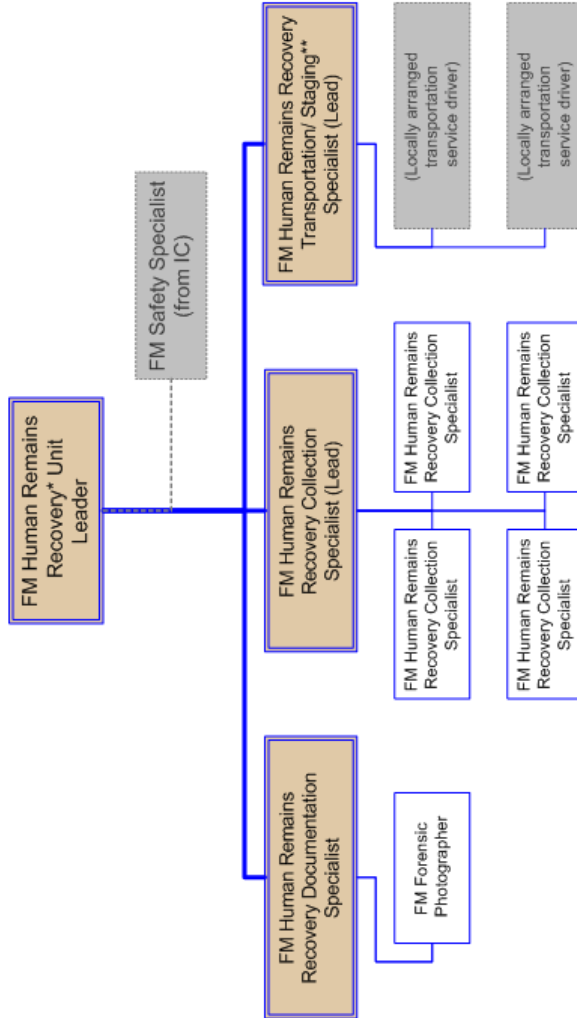 FM Human Remains
Recovery* Unit
Leader
FM Safety Specialist
(from IC)
FM Human Remains
Recovery Documentation
Specialist
FM Human Remains
Recovery Collection
Specialist (Lead)
FM Human Remains Recovery
Transportation/ Staging**
Specialist (Lead)
FM Forensic
Photographer
FM Human Remains
Recovery Collection
Specialist
FM Human Remains
Recovery Collection
Specialist
(Locally arranged
transportation
service driver)
FM Human Remains
Recovery Collection
Specialist
FM Human Remains
Recovery Collection
Specialist
(Locally arranged
transportation
service driver)